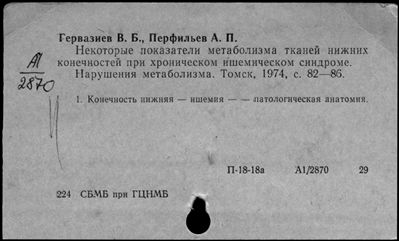 Гервазиев В. Б., Перфильев А. П.
Некоторые показатели метаболизма тканей нижних
конечностей при хроническом ишемическом синдроме.
Нарушения метаболизма. Томск, 1974, с. 82—86.
А1
2870
1. Конечность нижняя — ишемия — — патологическая анатомия.
П-18-18а А1/2870 29
224 СБМБ при ГЦНМБ